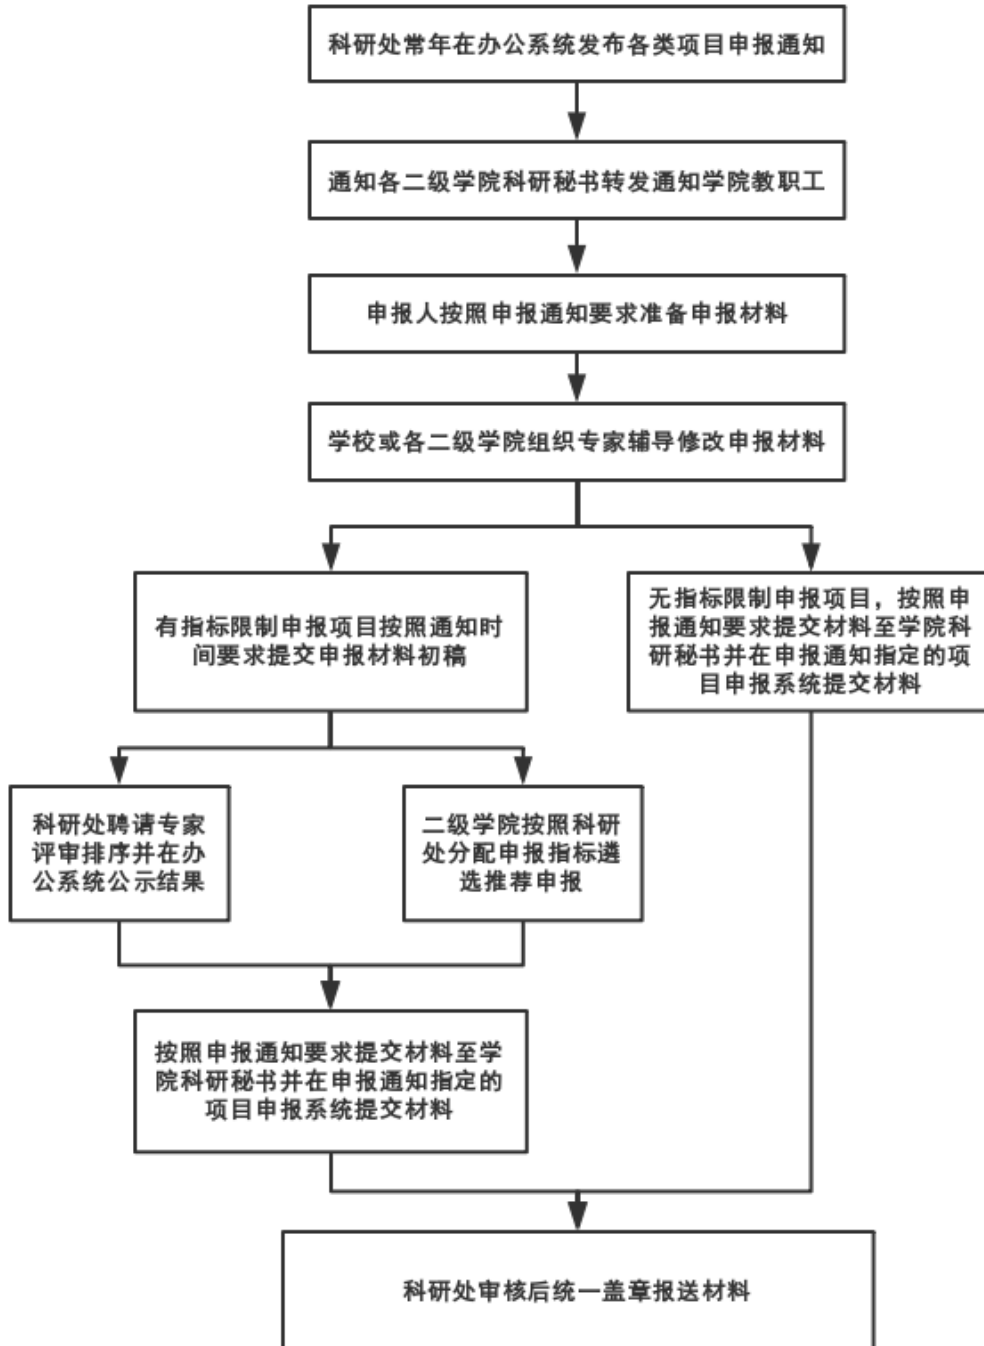 科研处常年在办公系统发布各类项目申报通知
通知各二级学院科研秘书转发通知学院教职工
申报人按照申报通知要求准备申报材料
学校或各二级学院组织专家辅导修改申报材料
有指标限制申报项目按照通知时
间要求提交申报材料初稿
无指标限制申报项目，按照申
报通知要求提交材料至学院科
研秘书并在申报通知指定的项
目申报系统提交材料
科研处聘请专家
评审排序并在办
公系统公示结果
二级学院按照科研
处分配申报指标遴
选推荐申报
按照申报通知要求提交材料至学
院科研秘书并在申报通知指定的
项目申报系统提交材料
科研处审核后统一盖章报送材料